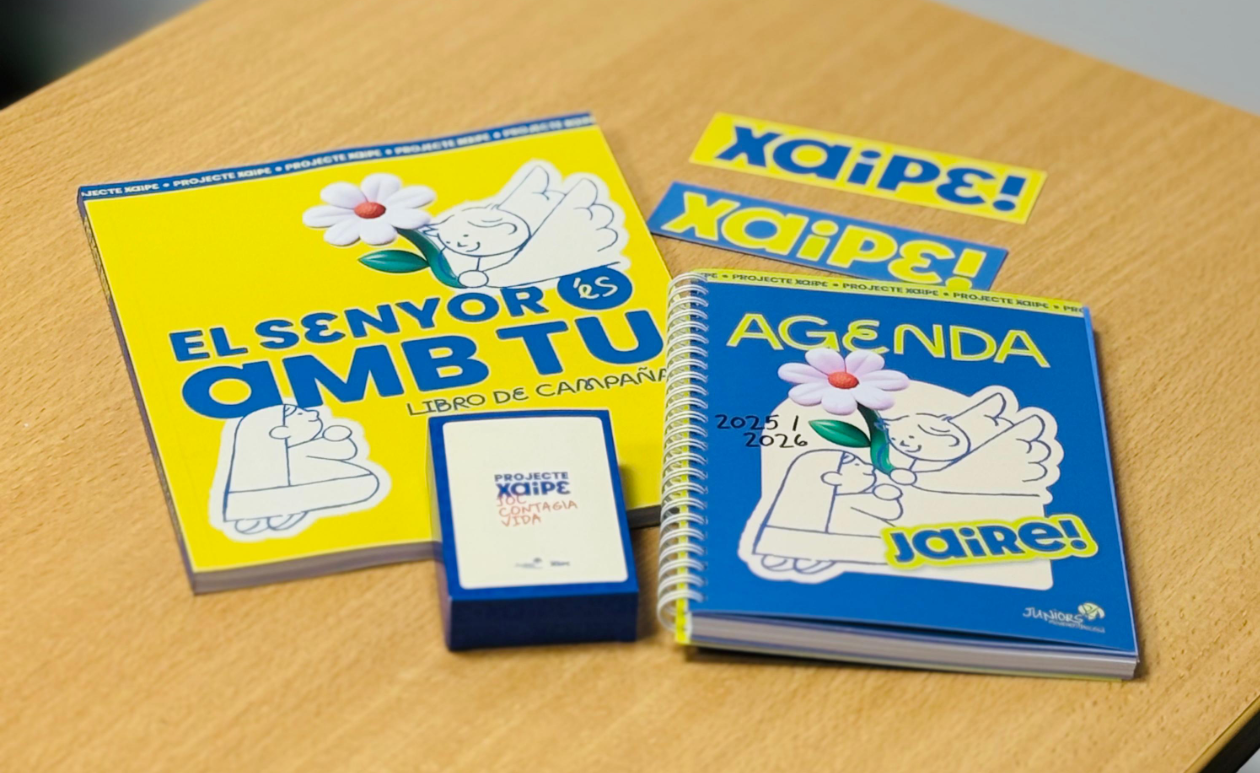 PROJECTE XAIPE • PROJECTE XAIPE • PROJECTE XAIPE • PROJECTE XAIPE
EL SENYOR és
AMB TU
LIBRO DE CAMPAÑA
XAIPE!
XAIPE!
PROJECTE XAIPE • PROJECTE XAIPE • PROJECTE XAIPE
AGENDA
2025 /
2026
JAIRE!
JUNIORS
PROJECTE
XAIPE
JOC
CONTAGIA
VIDA